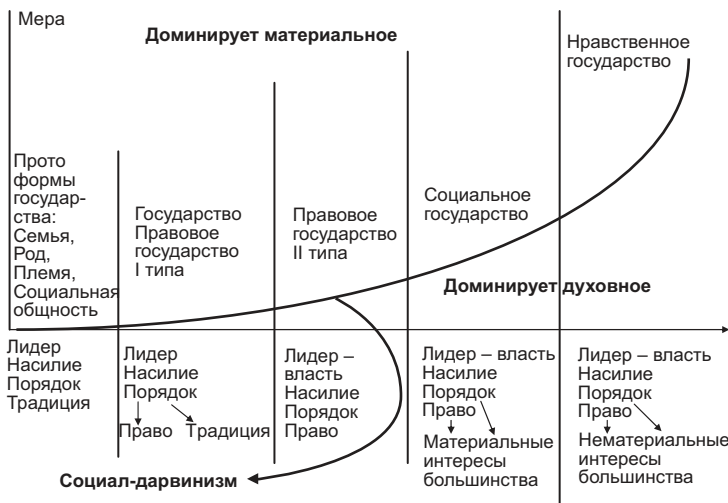 Мера
Доминирует материальное
Нравственное
государство
Прото
формы
государ-
ства:
Семья,
Род,
Племя,
Социальная
общность
Государство
Правовое
государство
I типа
Правовое
государство
II типа
Социальное
государство
Доминирует духовное
Лидер
Насилие
Порядок
Традиция
Лидер
Насилие
Порядок
Право Традиция
Лидер –
власть
Насилие
Порядок
Право
Лидер – власть
Насилие
Порядок
Право
Материальные
интересы
большинства
Лидер – власть
Насилие
Порядок
Право
Нематериальные
интересы
большинства
Социал-дарвинизм